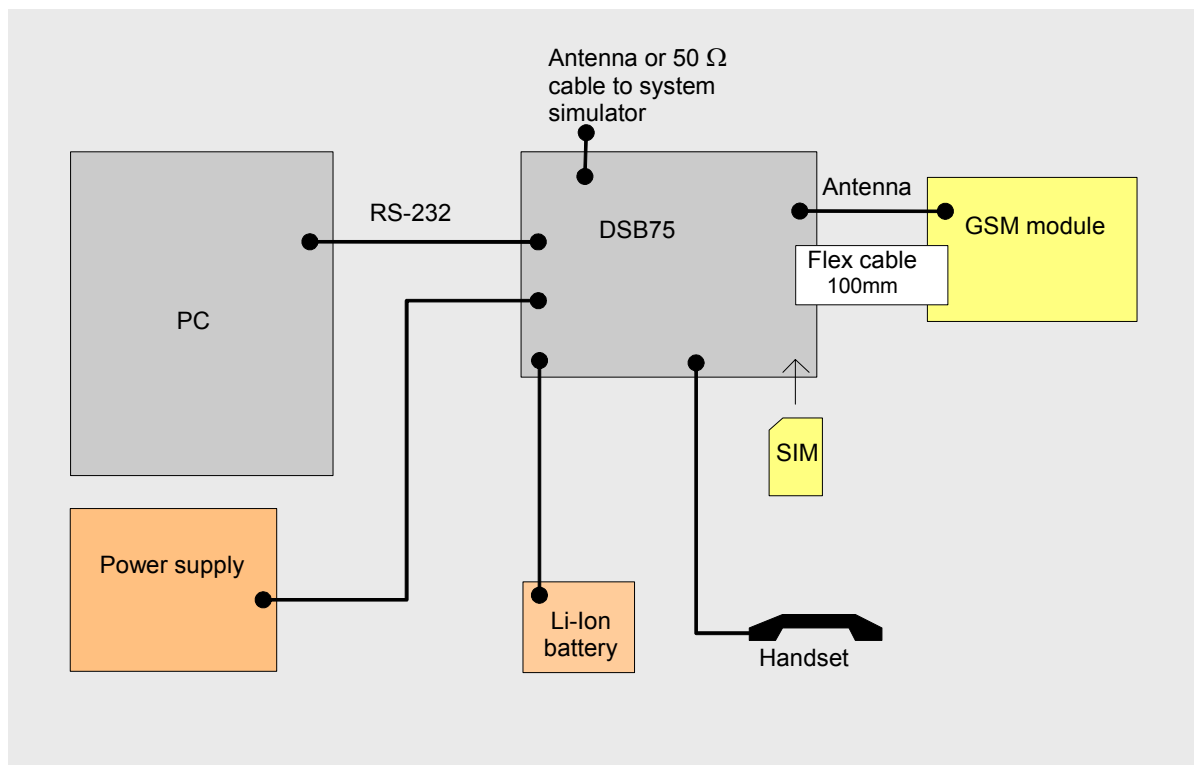 Antenna or 50 Ω
cable to system
simulator
RS-232
DSB75
Antenna
GSM module
Flex cable
100mm
PC
SIM
Power supply
Li-Ion
battery
Handset